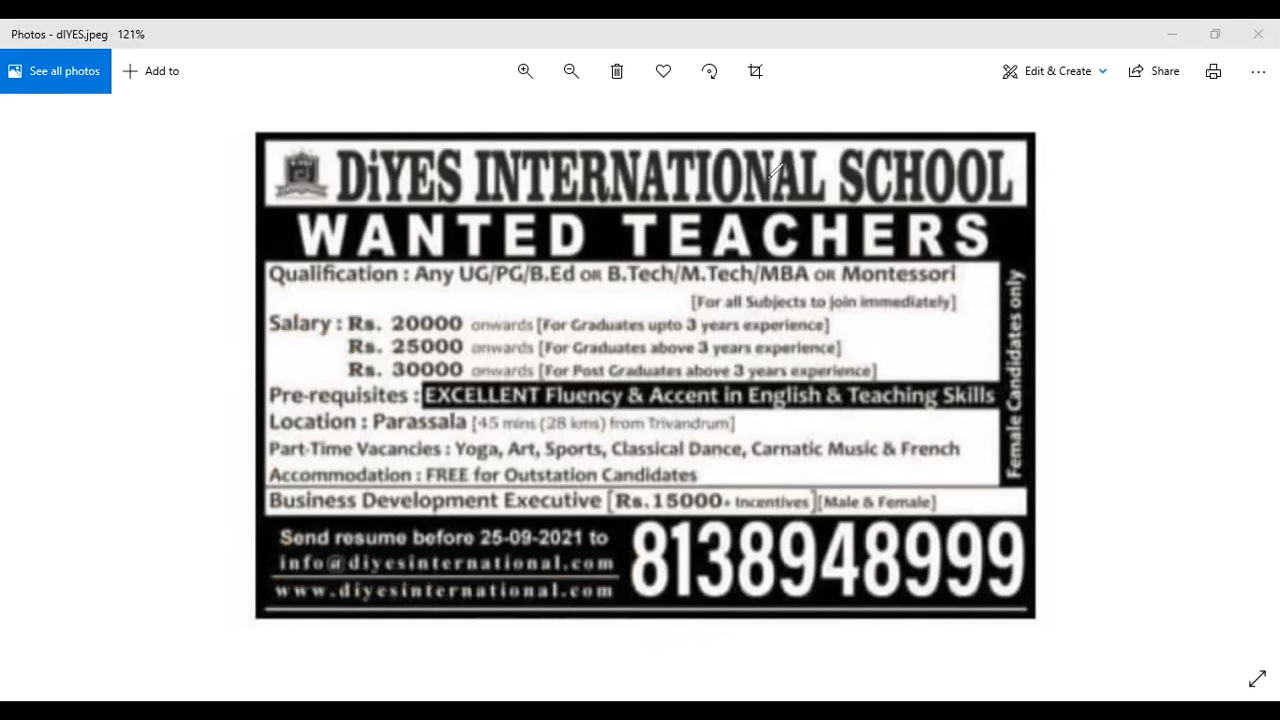 Photos - dIYES.jpeg 121%
See all photos
Add to
Edit & Create
Share
DiYES INTERNATIONAL SCHOOL
WANTED TEACHERS
Qualification : Any UG/PG/B.Ed OR B.Tech/M.Tech/MBA OR Montessori
[For all Subjects to join immediately]
Salary : Rs. 20000 onwards [For Graduates upto 3 years experience]
Rs. 25000 onwards [For Graduates above 3 years experience]
Rs. 30000 onwards [For Post Graduates above 3 years experience]
Pre-requisites : EXCELLENT Fluency & Accent in English & Teaching Skills
Location : Parassala [45 mins (28 kms) from Trivandrum]
Part-Time Vacancies : Yoga, Art, Sports, Classical Dance, Carnatic Music & French
Accommodation : FREE for Outstation Candidates
Female Candidates only
Business Development Executive [Rs.15000+ Incentives][Male & Female]
Send resume before 25-09-2021 to
info@diyesinternational.com
www.diyesinternational.com
8138948999